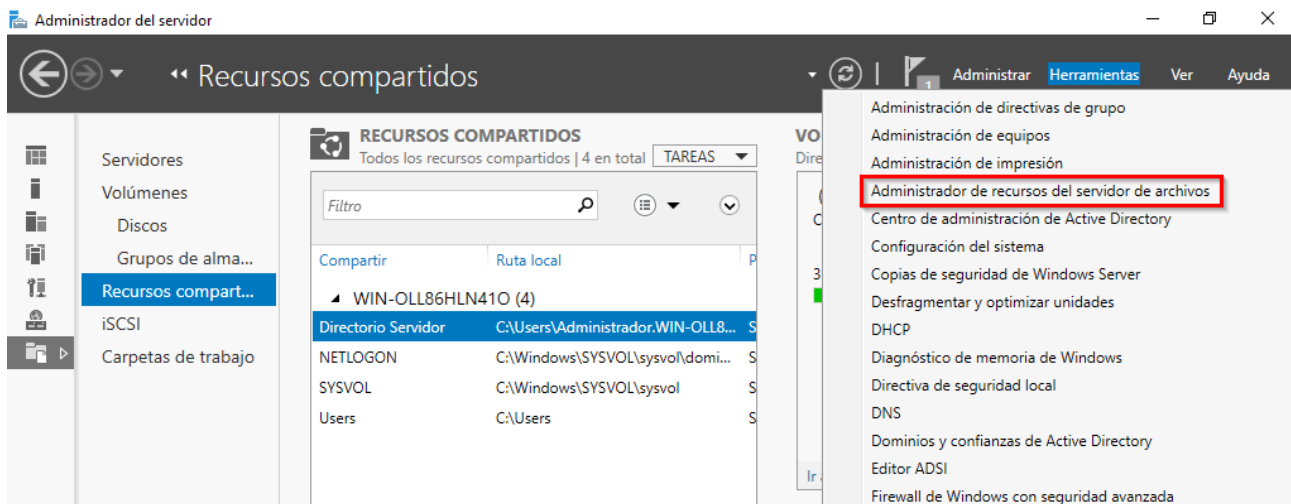 Administrador del servidor
Recursos compartidos
1
Administrar Herramientas Ver Ayuda
Servidores
Volúmenes
Discos
Grupos de alma...
Recursos compart...
iSCSI
Carpetas de trabajo
RECURSOS COMPARTIDOS
Todos los recursos compartidos | 4 en total TAREAS
Filtro
Compartir Ruta local P
WIN-OLL86HLN41O (4)
Directorio Servidor C:\Users\Administrador.WIN-OLL8... S
NETLOGON C:\Windows\SYSVOL\sysvol\domi... S
SYSVOL C:\Windows\SYSVOL\sysvol S
Users C:\Users S
VO
Dire
C
3
Ir
Administración de directivas de grupo
Administración de equipos
Administración de impresión
Administrador de recursos del servidor de archivos
Centro de administración de Active Directory
Configuración del sistema
Copias de seguridad de Windows Server
Desfragmentar y optimizar unidades
DHCP
Diagnóstico de memoria de Windows
Directiva de seguridad local
DNS
Dominios y confianzas de Active Directory
Editor ADSI
Firewall de Windows con seguridad avanzada